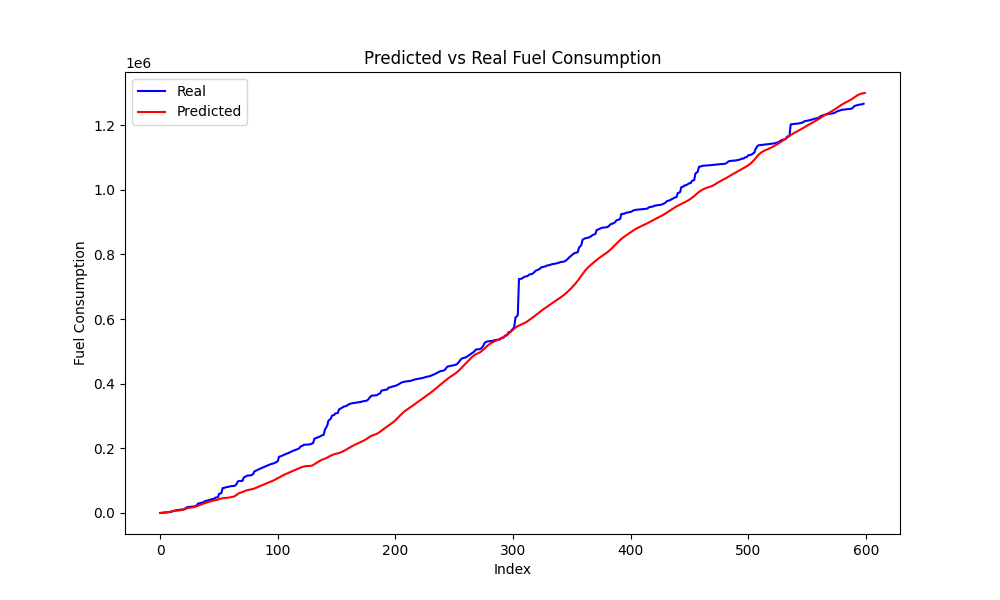 Predicted vs Real Fuel Consumption
1e6
Real
Predicted
1.2
1.0
0.8
0.6
0.4
0.2
0.0
Fuel Consumption
0 100 200 300 400 500 600
Index